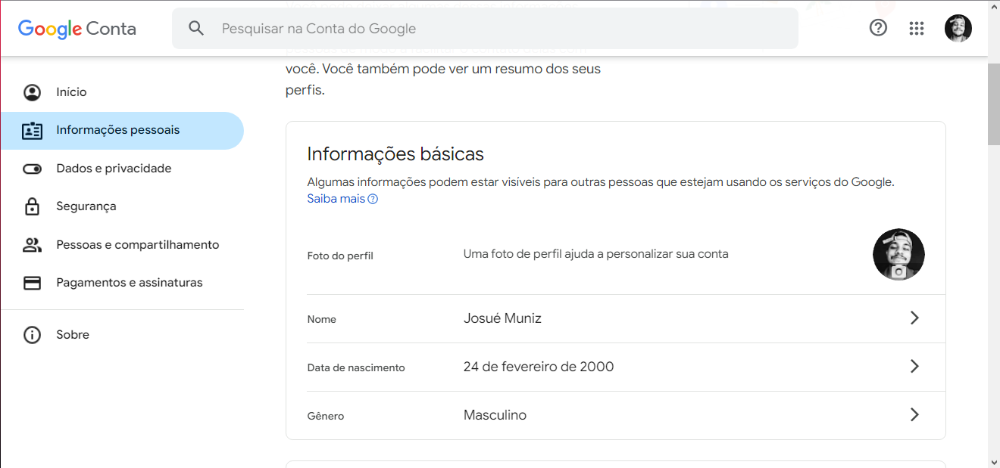 Google Conta
Pesquisar na Conta do Google
você. Você também pode ver um resumo dos seus
perfis.
Início
Informações pessoais
Dados e privacidade
Segurança
Pessoas e compartilhamento
Pagamentos e assinaturas
Sobre
Informações básicas
Algumas informações podem estar visíveis para outras pessoas que estejam usando os serviços do Google.
Saiba mais
Foto do perfil
Uma foto de perfil ajuda a personalizar sua conta
Nome
Josué Muniz
Data de nascimento
24 de fevereiro de 2000
Gênero
Masculino